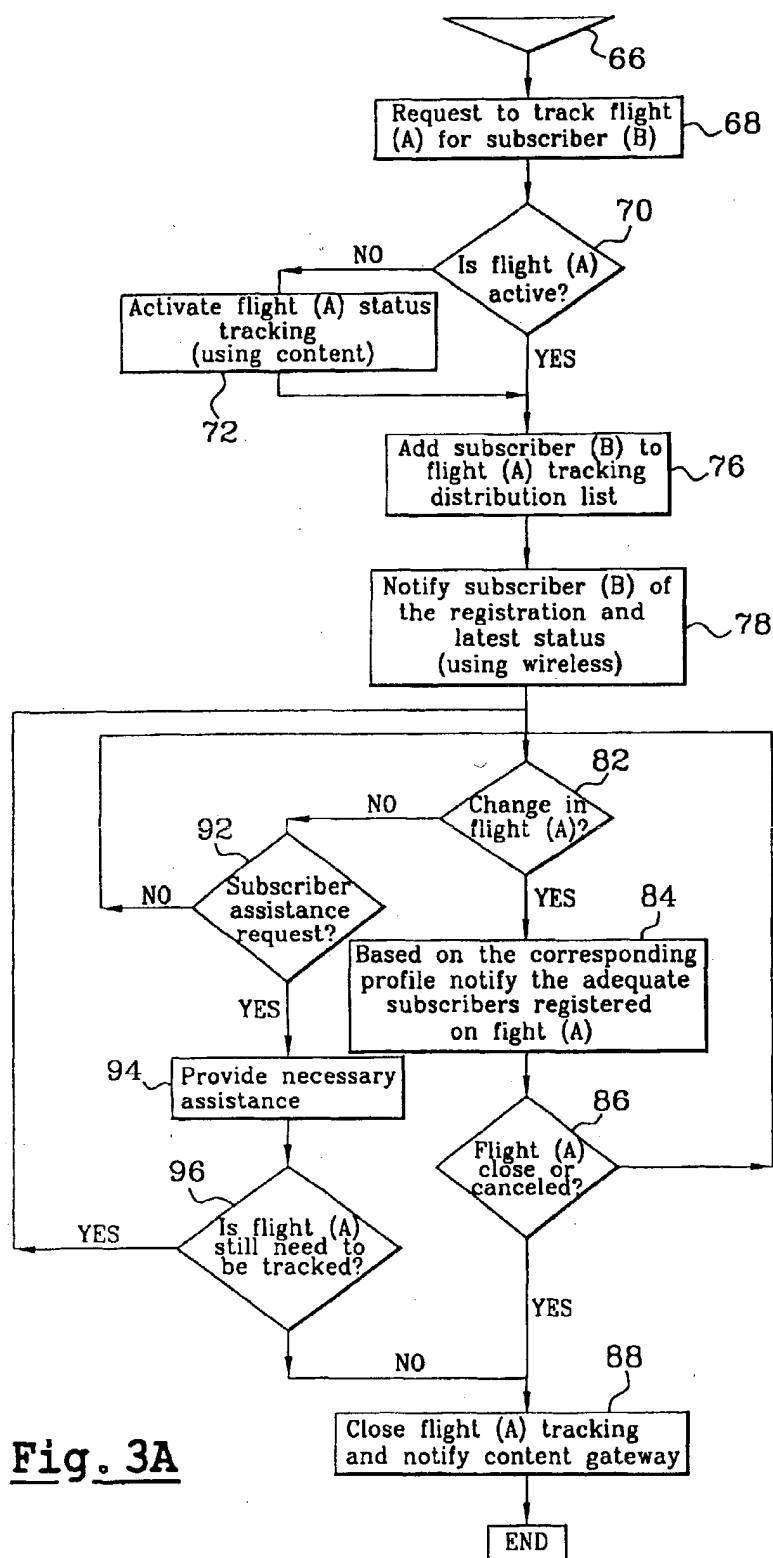 66
Request to track flight
(A) for subscriber (B)
68
70
NO
Is flight (A)
active?
Activate flight (A) status
tracking
(using content)
YES
72
Add subscriber (B) to
flight (A) tracking
distribution list
76
Notify subscriber (B) of
the registration and
latest status
(using wireless)
78
82
NO
Change in
flight (A)?
92
NO
Subscriber
assistance
request?
YES
84
Based on the corresponding
profile notify the adequate
subscribers registered
on fight (A)
YES
94
Provide necessary
assistance
86
Flight (A)
close or
canceled?
96
YES
Is flight (A)
still need to
be tracked?
YES
NO
88
Close flight (A) tracking
and notify content gateway
Fig. 3A
END